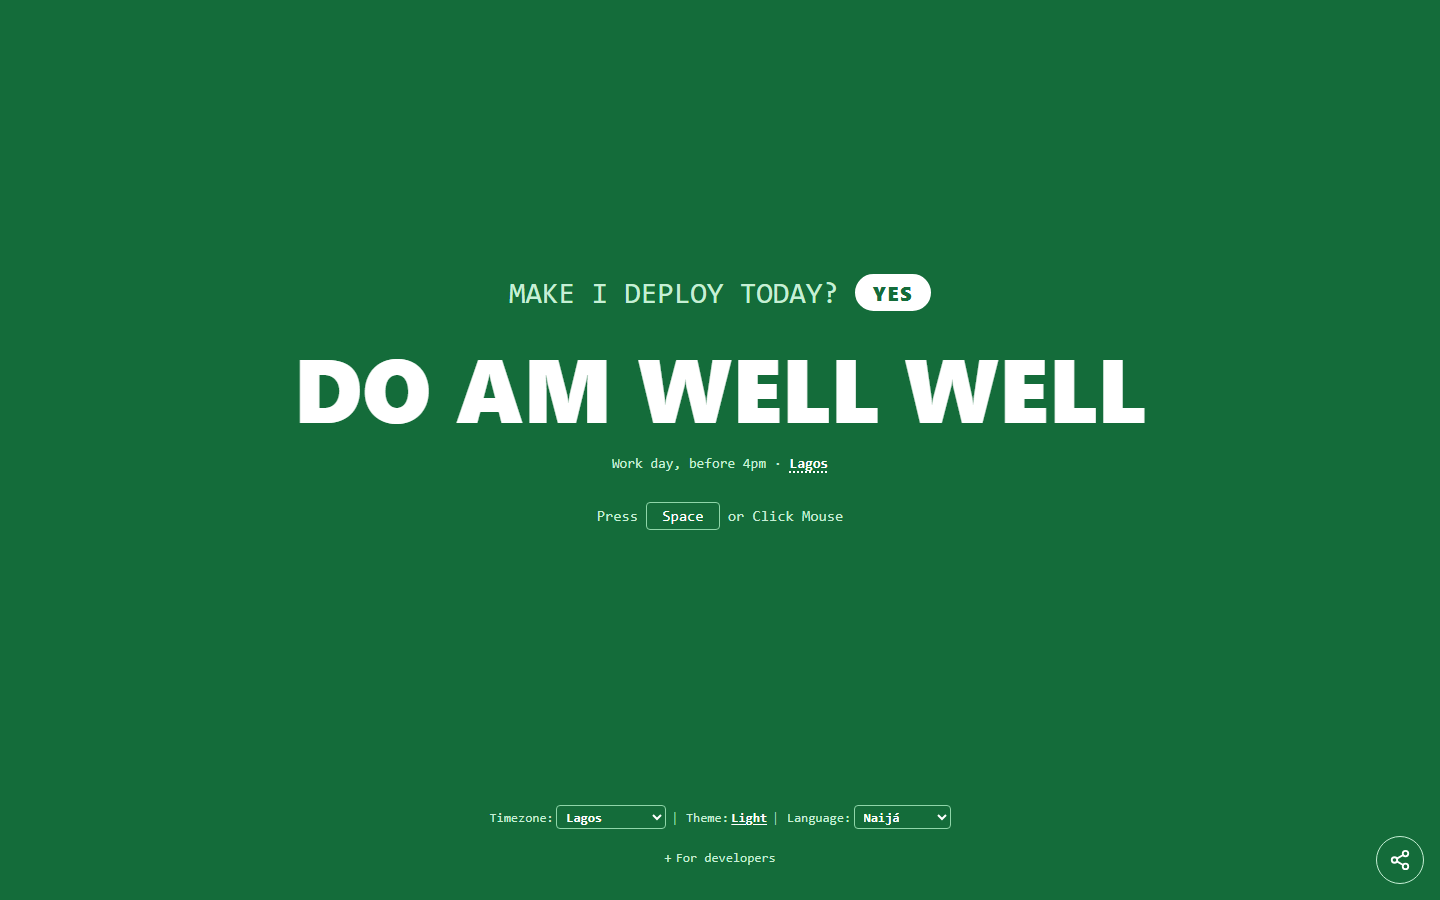 MAKE I DEPLOY TODAY? YES
DO AM WELL WELL
Work day, before 4pm · Lagos
Press Space or Click Mouse
Timezone: Lagos | Theme: Light | Language: Naijá
+ For developers